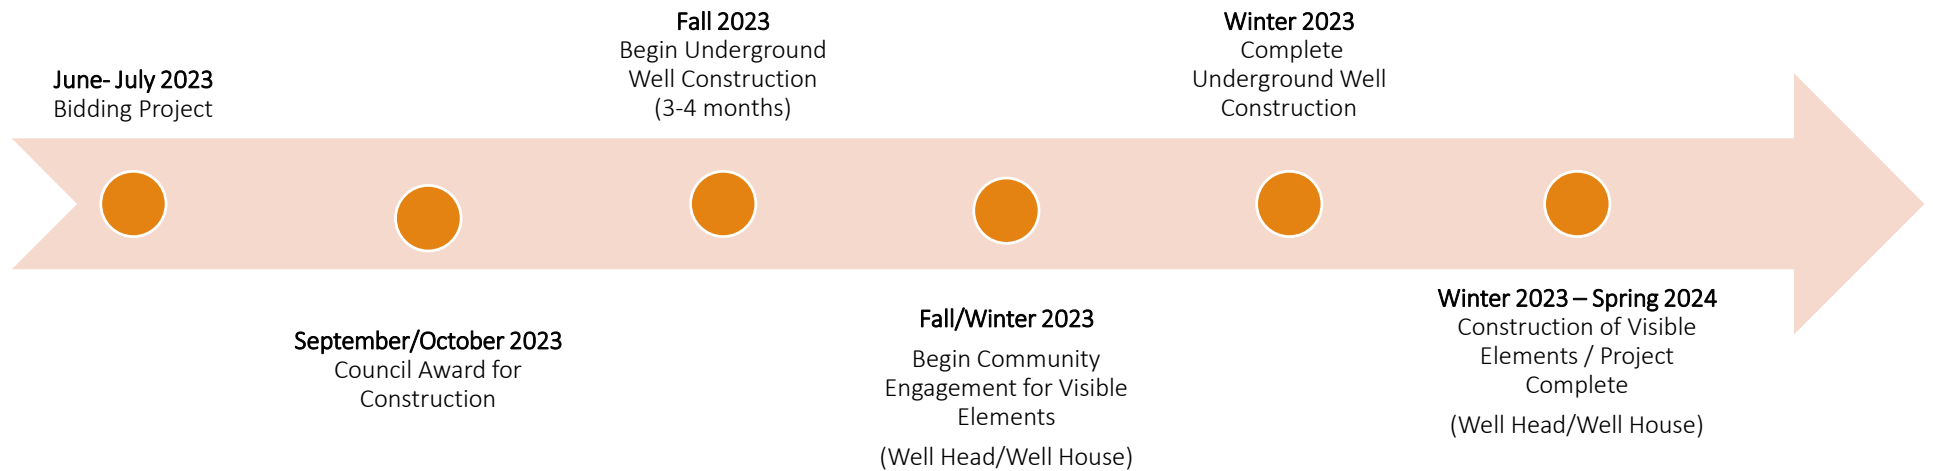 June- July 2023
Bidding Project
September/October 2023
Council Award for
Construction
Fall 2023
Begin Underground
Well Construction
(3-4 months)
Fall/Winter 2023
Begin Community
Engagement for Visible
Elements
(Well Head/Well House)
Winter 2023
Complete
Underground Well
Construction
Winter 2023 – Spring 2024
Construction of Visible
Elements / Project
Complete
(Well Head/Well House)